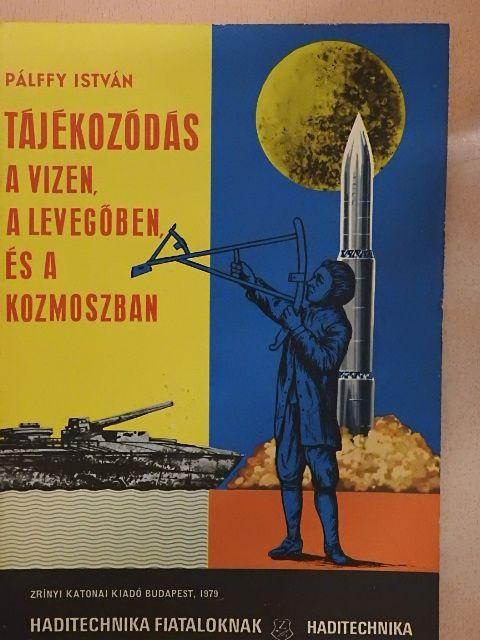 PÁLFFY ISTVÁN
TÁJÉKOZÓDÁS
A VIZEN,
A LEVEGŐBEN,
ÉS A
KOZMOSZBAN
ZRÍNYI KATONAI KIADÓ BUDAPEST, 1979
HADITECHNIKA FIATALOKNAK Z HADITECHNIKA